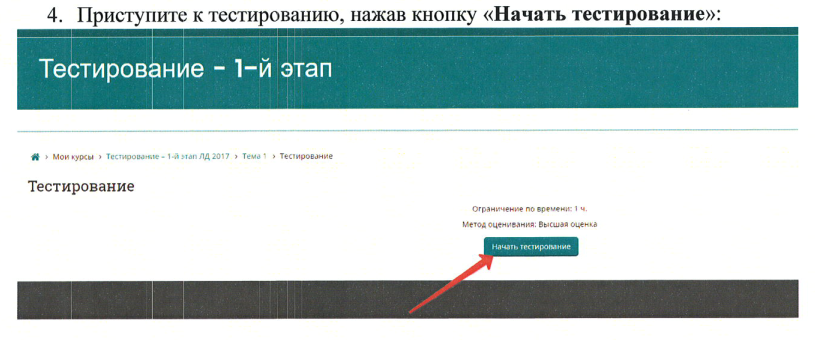 4. Приступите к тестированию, нажав кнопку «Начать тестирование»:
Тестирование – 1-й этап
Мои курсы › Тестирование – 1-й этап ЛД 2017 › Тема 1 › Тестирование
Тестирование
Ограничение по времени: 1 ч.
Метод оценивания: Высшая оценка
Начать тестирование